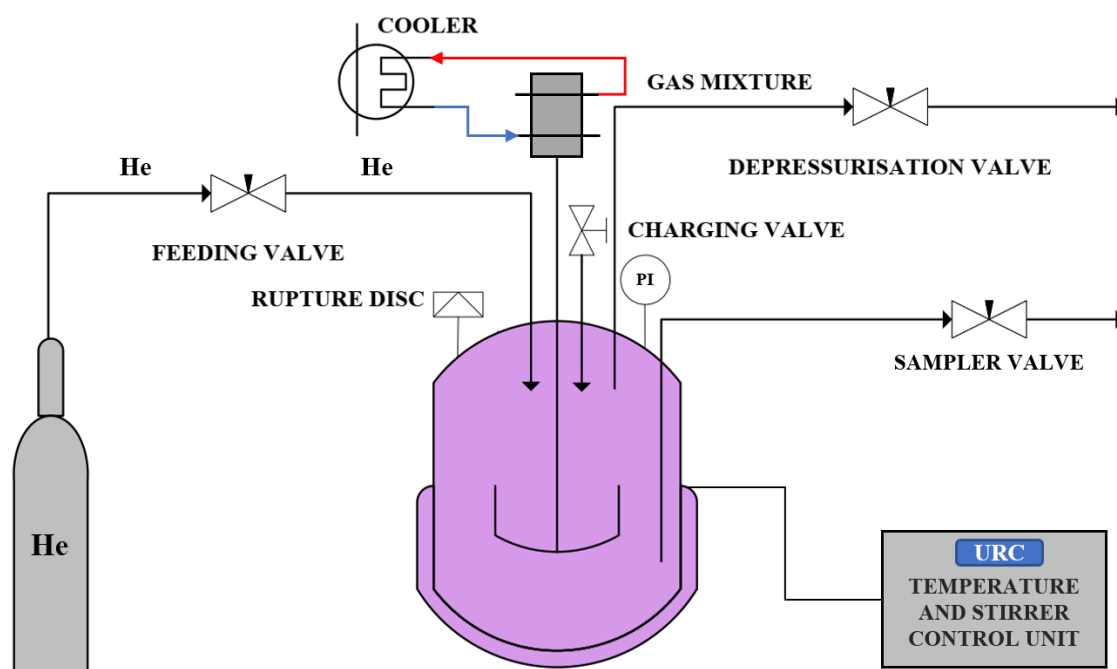 COOLER
GAS MIXTURE
DEPRESSURISATION VALVE
He
He
FEEDING VALVE
CHARGING VALVE
PI
RUPTURE DISC
SAMPLER VALVE
He
URC
TEMPERATURE
AND STIRRER
CONTROL UNIT